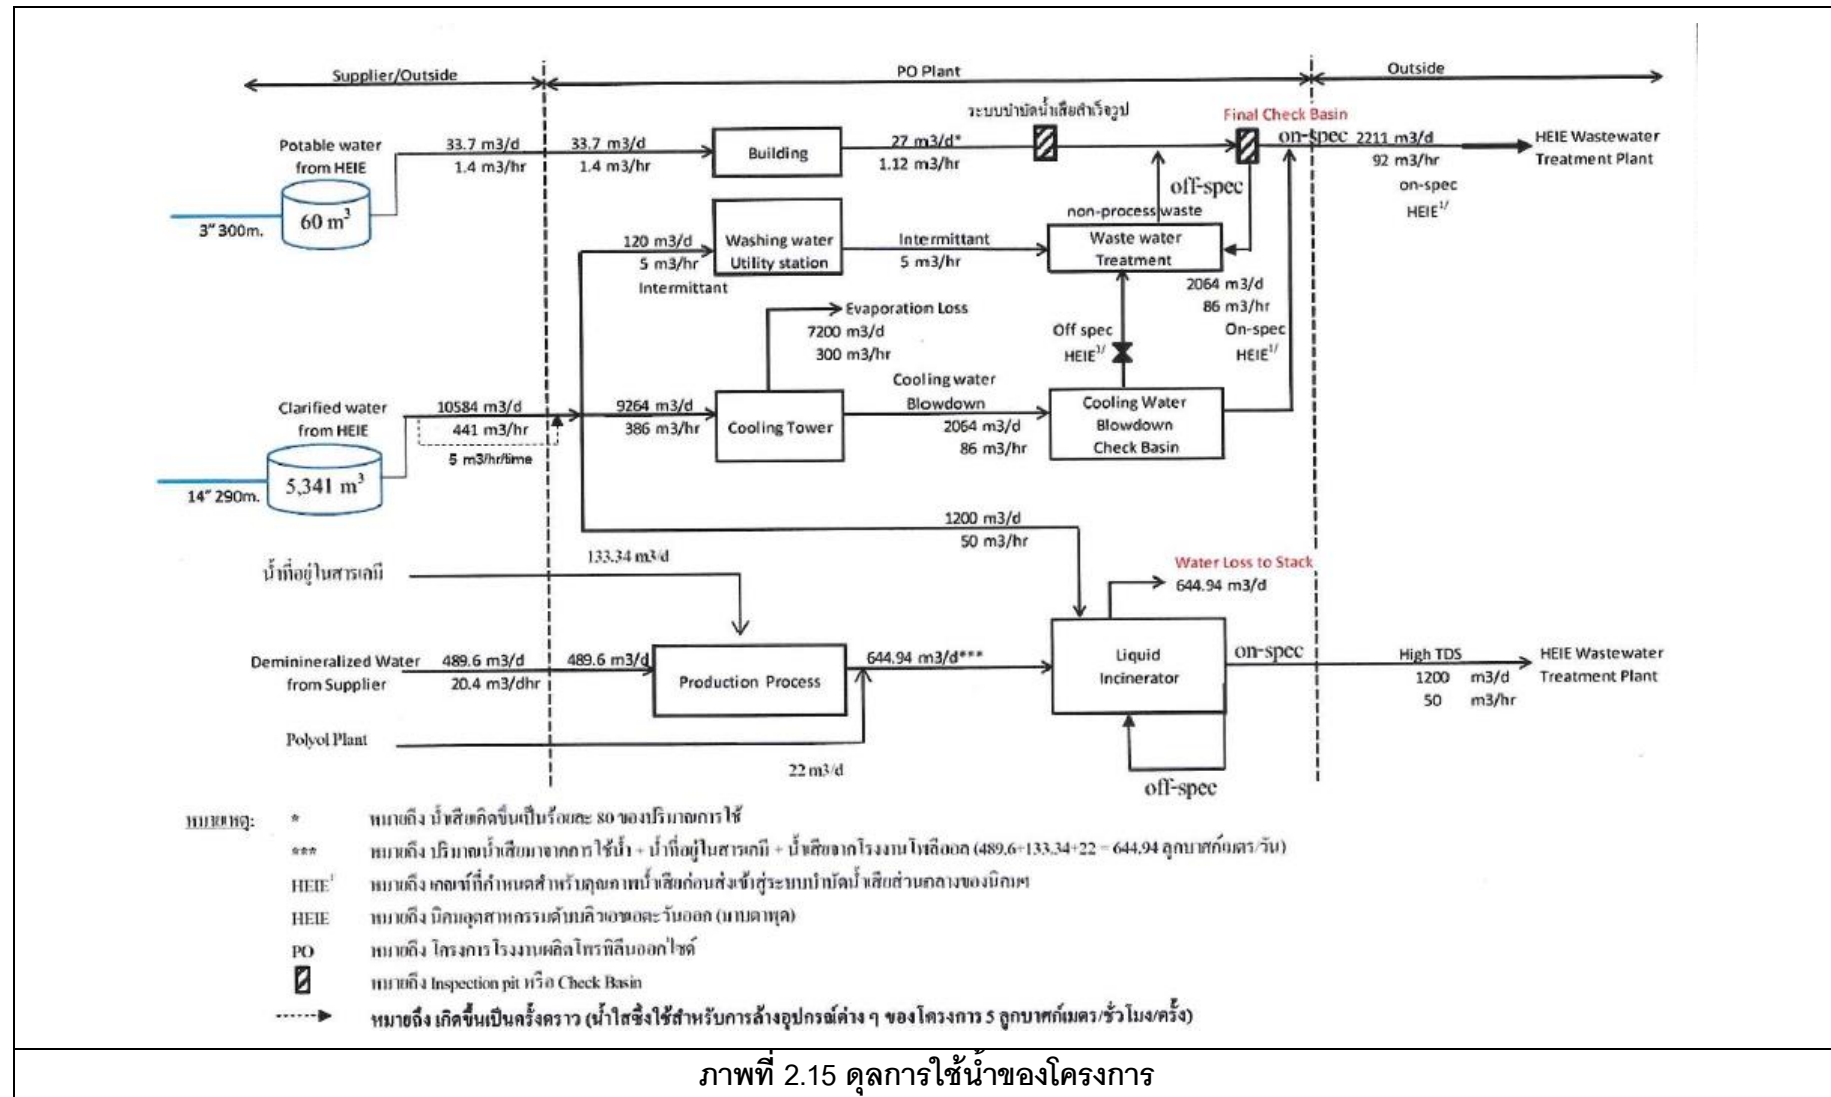 Supplier/Outside
PO Plant
Outside
ระบบบำบัดน้ำเสียสำเร็จรูป
Final Check Basin
Potable water
from HEIE
33.7 m3/d
1.4 m3/hr
33.7 m3/d
1.4 m3/hr
Building
27 m3/d*
1.12 m3/hr
on-spec
2211 m3/d
92 m3/hr
on-spec
HEIE1/
HEIE Wastewater
Treatment Plant
60 m3
3" 300m.
off-spec
non-process waste
120 m3/d
5 m3/hr
Intermittant
Washing water
Utility station
Intermittant
5 m3/hr
Waste water
Treatment
2064 m3/d
86 m3/hr
On-spec
HEIE1/
Evaporation Loss
7200 m3/d
300 m3/hr
Off spec
HEIE1/
Clarified water
from HEIE
10584 m3/d
441 m3/hr
5 m3/hr/time
9264 m3/d
386 m3/hr
Cooling Tower
Cooling water
Blowdown
2064 m3/d
86 m3/hr
Cooling Water
Blowdown
Check Basin
5,341 m3
14" 290m.
1200 m3/d
50 m3/hr
น้ำที่อยู่ในสารเคมี
133.34 m3/d
Water Loss to Stack
644.94 m3/d
Deminineralized Water
from Supplier
489.6 m3/d
20.4 m3/dhr
489.6 m3/d
Production Process
644.94 m3/d***
Liquid
Incinerator
on-spec
High TDS
1200 m3/d
50 m3/hr
HEIE Wastewater
Treatment Plant
Polyol Plant
22 m3/d
off-spec
หมายเหตุ: * หมายถึง น้ำเสียเกิดขึ้นเป็นร้อยละ 80 ของปริมาณการใช้
*** หมายถึง ปริมาณน้ำเสียมาจากการใช้น้ำ + น้ำที่อยู่ในสารเคมี + น้ำเสียจากโรงงานโพลีออล (489.6+133.34+22 = 644.94 ลูกบาศก์เมตร/วัน)
HEIE1 หมายถึง เกณฑ์ที่กำหนดสำหรับคุณภาพน้ำเสียก่อนส่งเข้าสู่ระบบบำบัดน้ำเสียส่วนกลางของนิคมฯ
HEIE หมายถึง นิคมอุตสาหกรรมดับบลิวเอชเอตะวันออก (มาบตาพุด)
PO หมายถึง โครงการโรงงานผลิตโพรพิลีนออกไซด์
หมายถึง Inspection pit หรือ Check Basin
หมายถึง เกิดขึ้นเป็นครั้งคราว (น้ำใสซึ่งใช้สำหรับการล้างอุปกรณ์ต่าง ๆ ของโครงการ 5 ลูกบาศก์เมตร/ชั่วโมง/ครั้ง)
ภาพที่ 2.15 ดุลการใช้น้ำของโครงการ